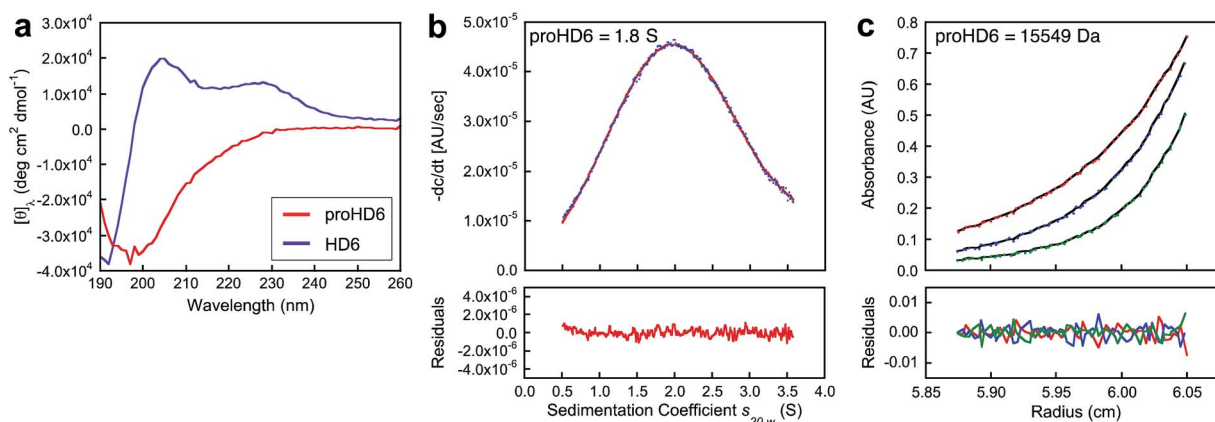 a
3.0x10⁴
2.0x10⁴
1.0x10⁴
0.0
-1.0x10⁴
-2.0x10⁴
-3.0x10⁴
-4.0x10⁴
[θ]λ (deg cm² dmol⁻¹)
proHD6
HD6
190 200 210 220 230 240 250 260
Wavelength (nm)
b
proHD6 = 1.8 S
5.0x10⁻⁵
4.0x10⁻⁵
3.0x10⁻⁵
2.0x10⁻⁵
1.0x10⁻⁵
0.0
-dc/dt [AU/sec]
4.0x10⁻⁶
2.0x10⁻⁶
0.0
-2.0x10⁻⁶
-4.0x10⁻⁶
Residuals
0.0 0.5 1.0 1.5 2.0 2.5 3.0 3.5 4.0
Sedimentation Coefficient s20,w (S)
c
proHD6 = 15549 Da
0.8
0.7
0.6
0.5
0.4
0.3
0.2
0.1
0.0
Absorbance (AU)
0.01
0.00
-0.01
Residuals
5.85 5.90 5.95 6.00 6.05
Radius (cm)